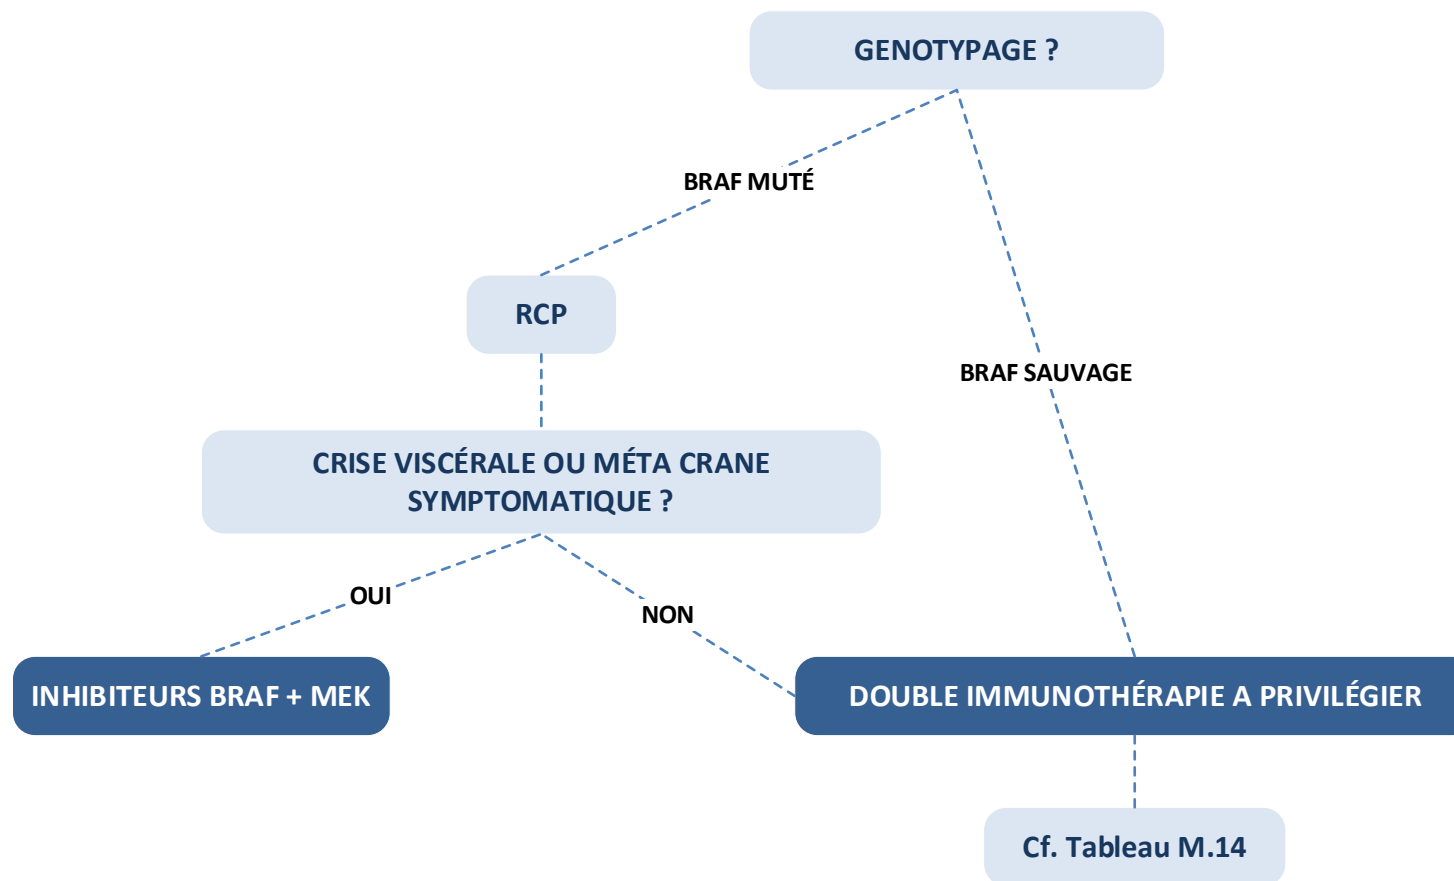 GENOTYPAGE ?
BRAF MUTÉ
RCP
BRAF SAUVAGE
CRISE VISCÉRALE OU MÉTA CRANE
SYMPTOMATIQUE ?
OUI
NON
INHIBITEURS BRAF + MEK
DOUBLE IMMUNOTHÉRAPIE A PRIVILÉGIER
Cf. Tableau M.14